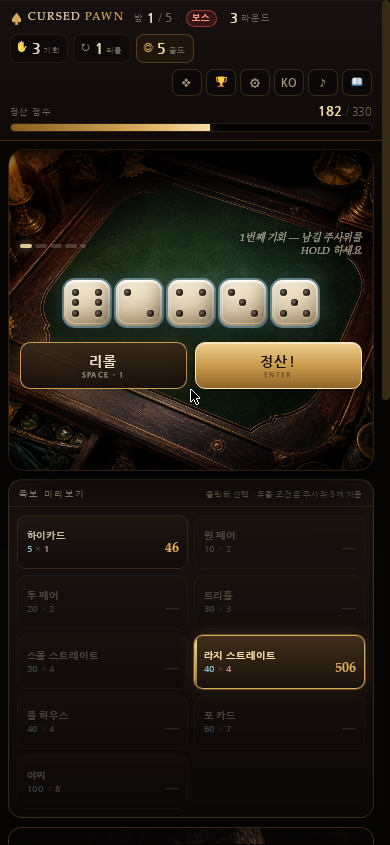 CURSED PAWN 밤 1 / 5 · 보스 · 3 라운드
3 기회 1 리롤 5 골드
KO
정산 점수 182 / 330
1번째 기회 — 남길 주사위를
HOLD 하세요
리롤 정산!
SPACE · 1 ENTER
족보 미리보기 클릭해 선택 · 유물 조건은 주사위 5개 기준
하이카드 원 페어
5 × 1 46 10 × 2 —
투 페어 트리플
20 × 2 — 30 × 3 —
스몰 스트레이트 라지 스트레이트
30 × 4 — 40 × 4 506
풀 하우스 포 카드
40 × 4 — 60 × 7 —
야찌
100 × 8 —